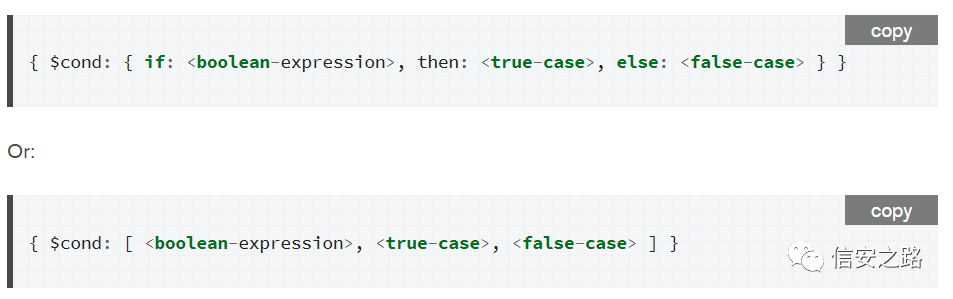 copy
{ $cond: { if: <boolean-expression>, then: <true-case>, else: <false-case> } }
Or:
copy
{ $cond: [ <boolean-expression>, <true-case>, <false-case> ] }
信安之路